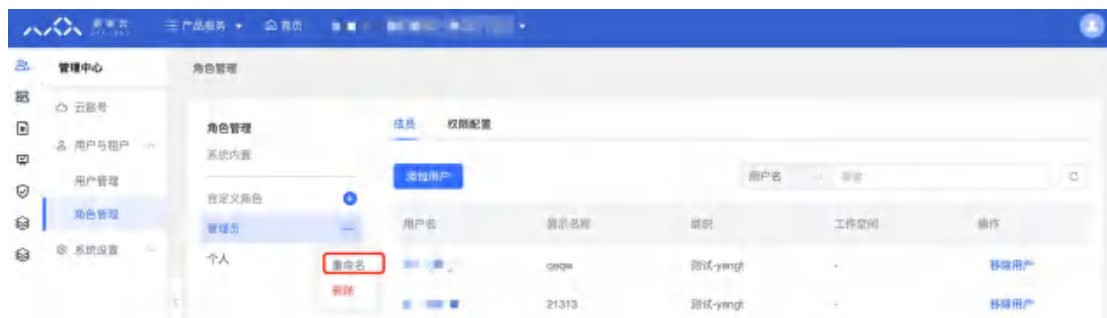 产品服务 首页
管理中心 角色管理
云账号
用户与租户
用户管理
角色管理
系统设置
角色管理
系统内置
自定义角色
管理员
重命名
删除
个人
成员 权限配置
添加用户 用户名 搜索
用户名 显示名称 组织 工作空间 操作
qeqw 测试-yangt - 移除用户
21313 测试-yangt - 移除用户